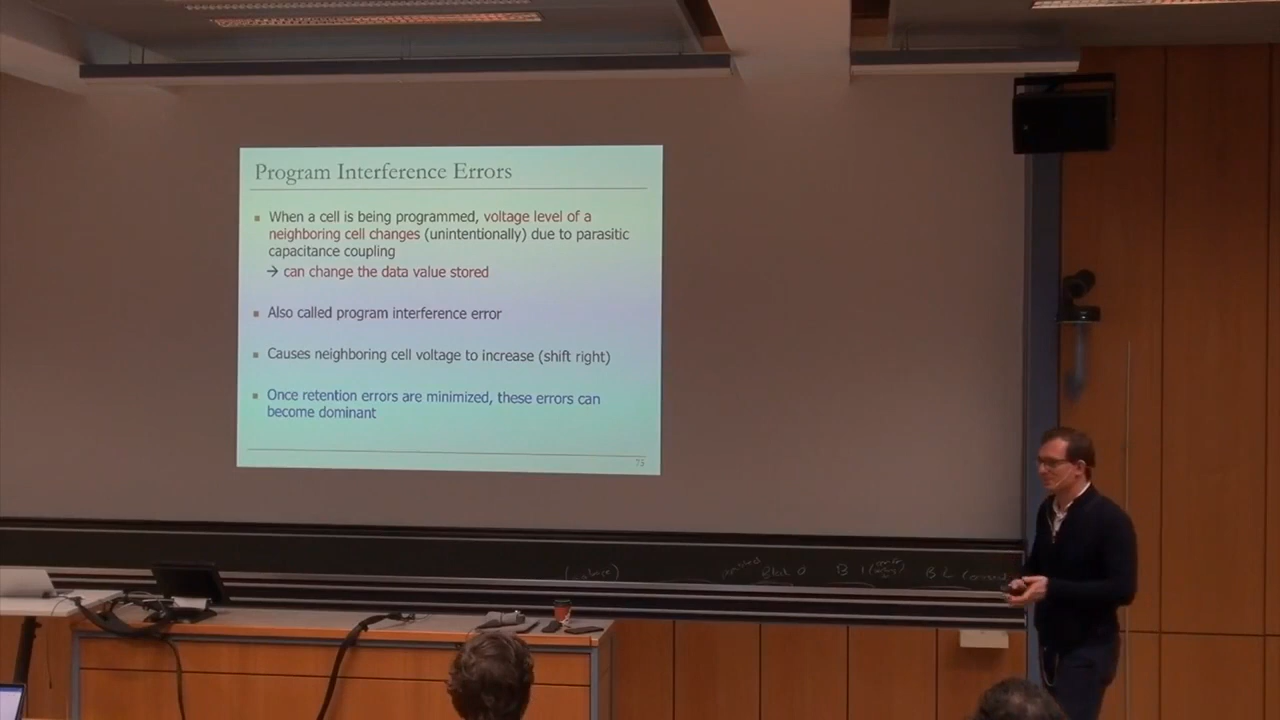 Program Interference Errors
When a cell is being programmed, voltage level of a
neighboring cell changes (unintentionally) due to parasitic
capacitance coupling
→ can change the data value stored
Also called program interference error
Causes neighboring cell voltage to increase (shift right)
Once retention errors are minimized, these errors can
become dominant
73